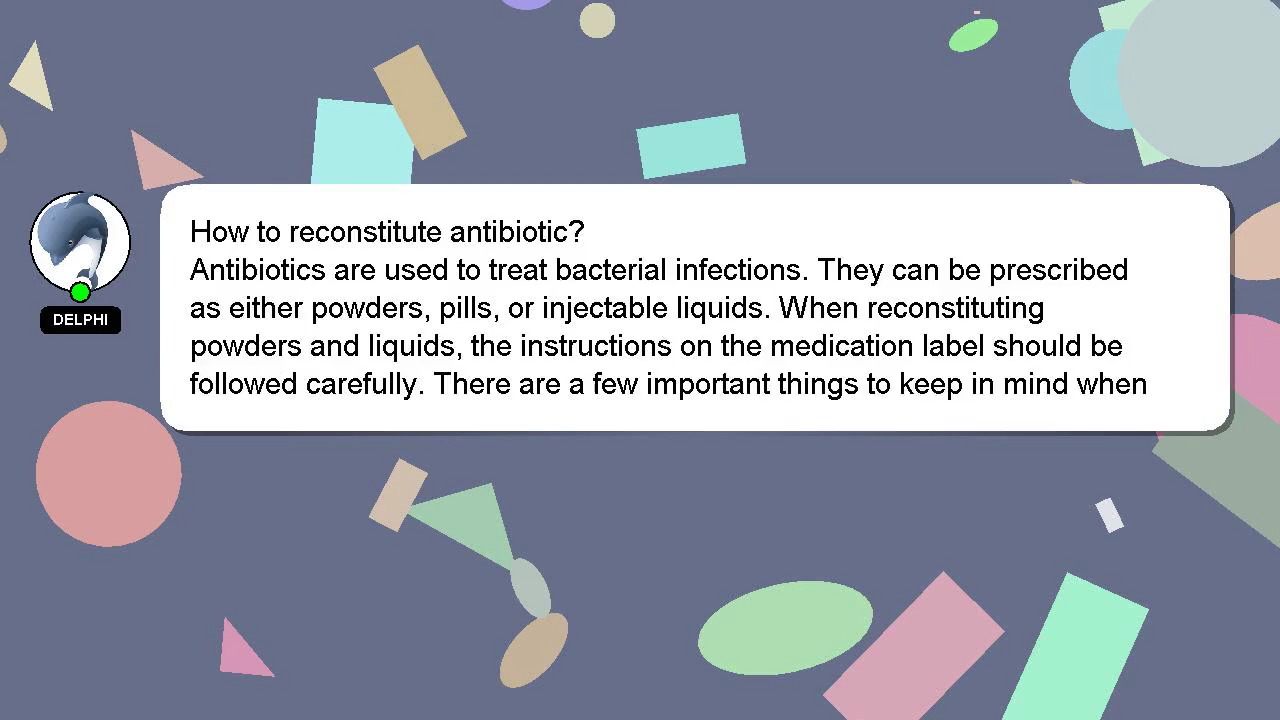 How to reconstitute antibiotic?
Antibiotics are used to treat bacterial infections. They can be prescribed
as either powders, pills, or injectable liquids. When reconstituting
powders and liquids, the instructions on the medication label should be
followed carefully. There are a few important things to keep in mind when
DELPHI